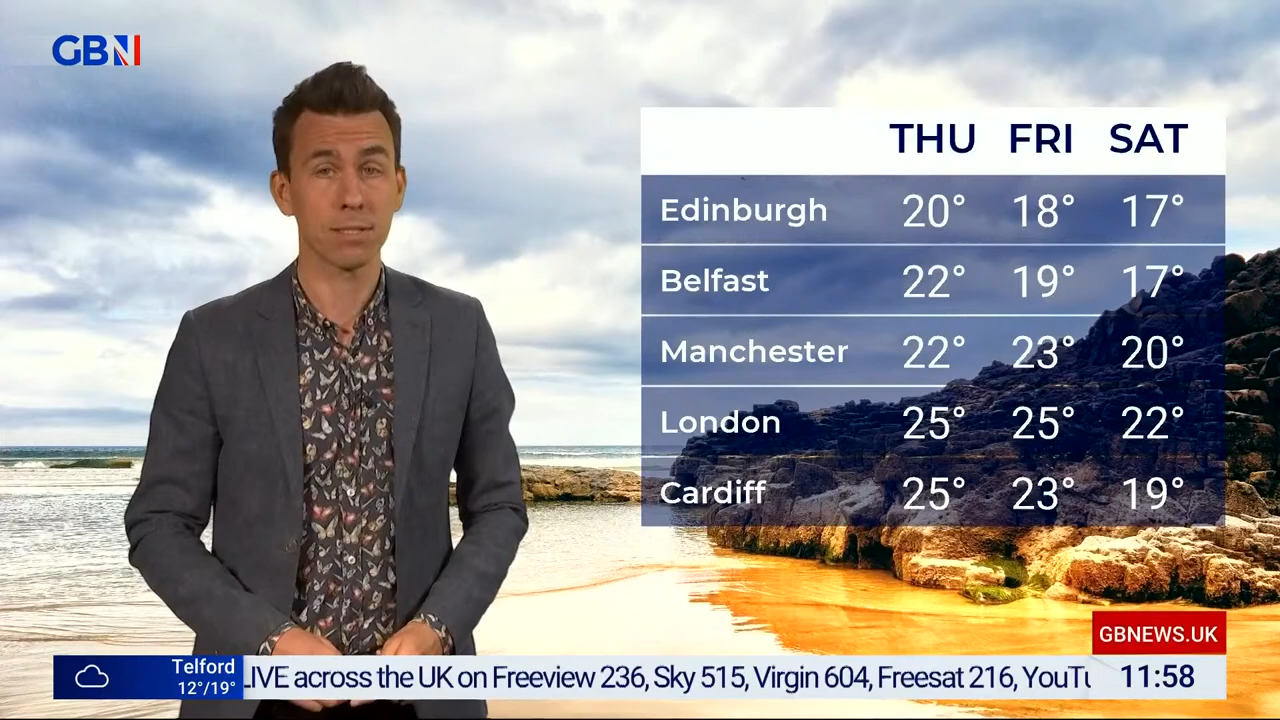 GBN
THU FRI SAT
Edinburgh 20° 18° 17°
Belfast 22° 19° 17°
Manchester 22° 23° 20°
London 25° 25° 22°
Cardiff 25° 23° 19°
GBNEWS.UK
Telford
12°/19°
LIVE across the UK on Freeview 236, Sky 515, Virgin 604, Freesat 216, YouTu
11:58